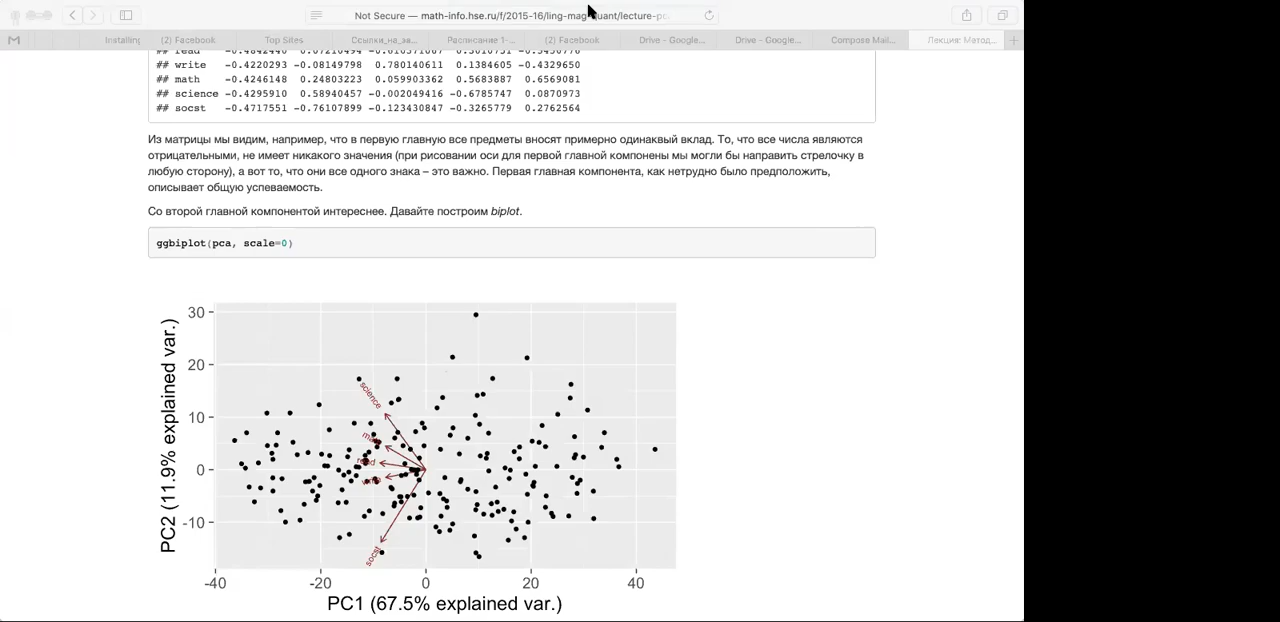 Not Secure — math-info.hse.ru/f/2015-16/ling-mag-quant/lecture-pc
Installing (2) Facebook Top Sites Ссылки_на_за... Расписание 1-... (2) Facebook Drive – Google... Drive – Google... Compose Mail... Лекция: Метод...
## read
## write -0.4220293 -0.08149798 0.780140611 0.1384605 -0.4329650
## math -0.4246148 0.24803223 0.059903362 0.5683887 0.6569081
## science -0.4295910 0.58940457 -0.002049416 -0.6785747 0.0870973
## socst -0.4717551 -0.76107899 -0.123430847 -0.3265779 0.2762564
Из матрицы мы видим, например, что в первую главную все предметы вносят примерно одинаквый вклад. То, что все числа являются
отрицательными, не имеет никакого значения (при рисовании оси для первой главной компонены мы могли бы направить стрелочку в
любую сторону), а вот то, что они все одного знака – это важно. Первая главная компонента, как нетрудно было предположить,
описывает общую успеваемость.
Со второй главной компонентой интереснее. Давайте построим biplot.
ggbiplot(pca, scale=0)
PC2 (11.9% explained var.)
30
20
10
0
-10
science
read
socst
-40 -20 0 20 40
PC1 (67.5% explained var.)